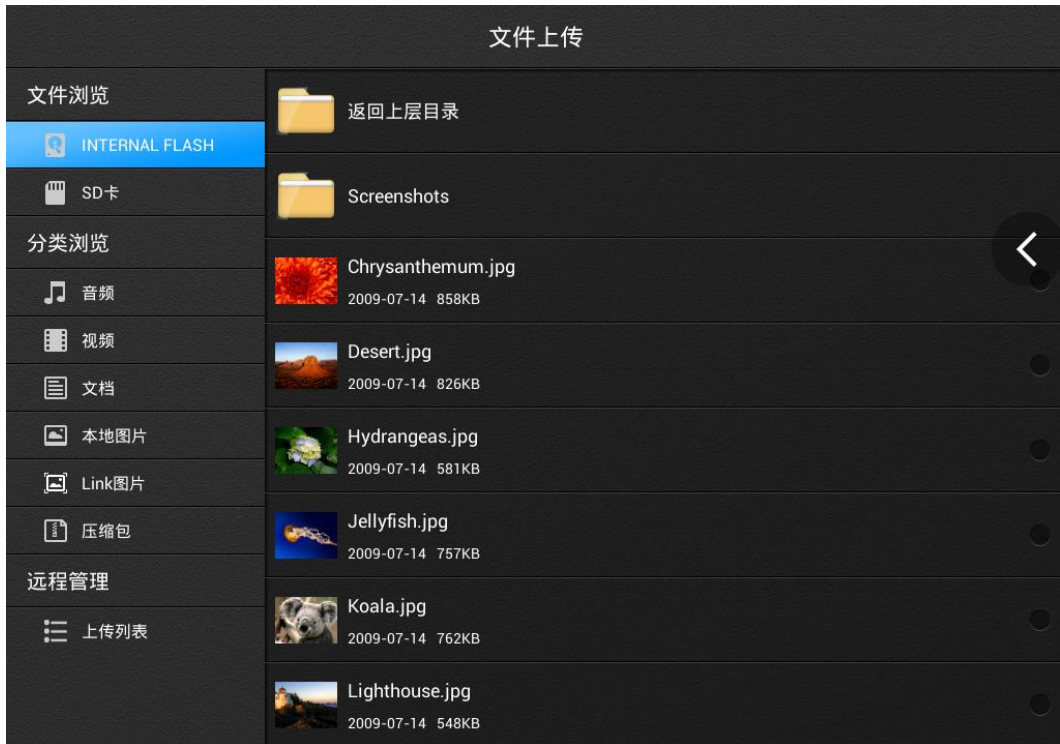 文件上传
文件浏览
INTERNAL FLASH
SD卡
分类浏览
音频
视频
文档
本地图片
Link图片
压缩包
远程管理
上传列表
返回上层目录
Screenshots
Chrysanthemum.jpg
2009-07-14 858KB
Desert.jpg
2009-07-14 826KB
Hydrangeas.jpg
2009-07-14 581KB
Jellyfish.jpg
2009-07-14 757KB
Koala.jpg
2009-07-14 762KB
Lighthouse.jpg
2009-07-14 548KB